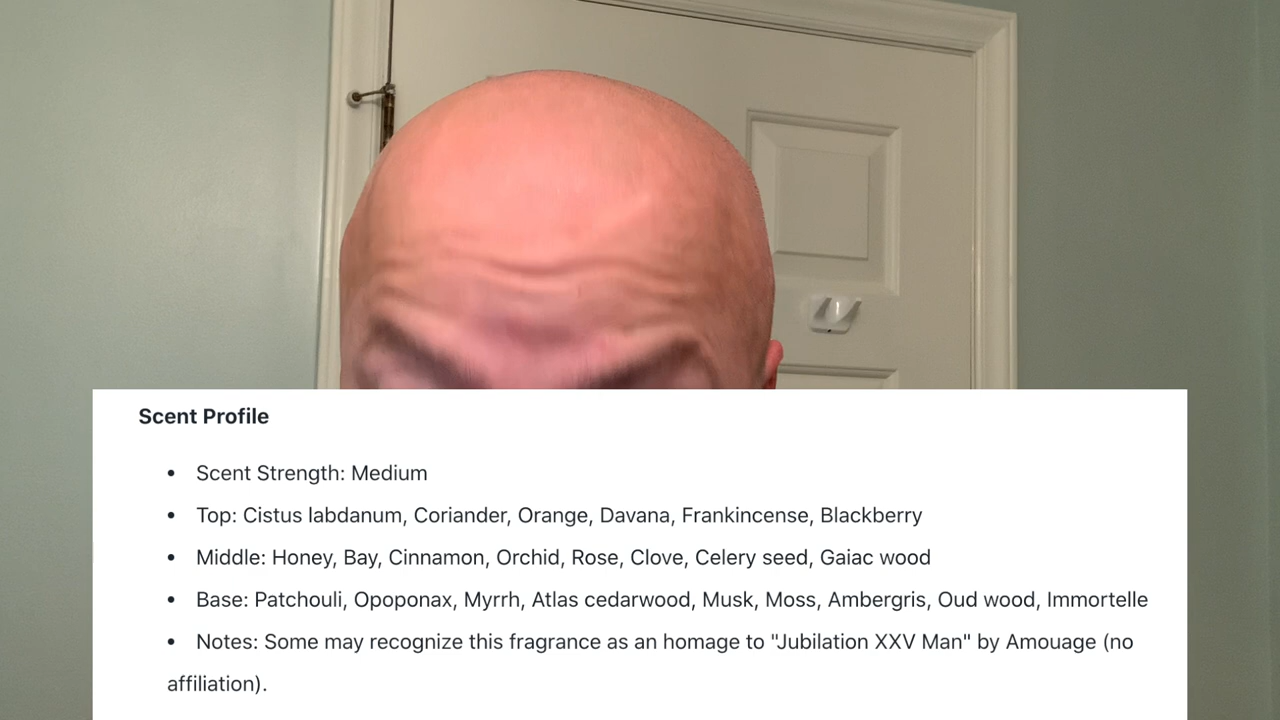 Scent Profile
• Scent Strength: Medium
• Top: Cistus labdanum, Coriander, Orange, Davana, Frankincense, Blackberry
• Middle: Honey, Bay, Cinnamon, Orchid, Rose, Clove, Celery seed, Gaiac wood
• Base: Patchouli, Opoponax, Myrrh, Atlas cedarwood, Musk, Moss, Ambergris, Oud wood, Immortelle
• Notes: Some may recognize this fragrance as an homage to "Jubilation XXV Man" by Amouage (no
affiliation).